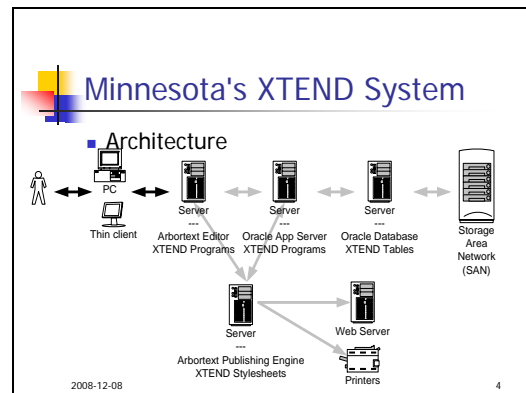 Minnesota's XTEND System
Architecture
PC
Thin client
Server
---
Arbortext Editor
XTEND Programs
Server
---
Oracle App Server
XTEND Programs
Server
---
Oracle Database
XTEND Tables
Storage
Area
Network
(SAN)
Server
---
Arbortext Publishing Engine
XTEND Stylesheets
Web Server
Printers
2008-12-08
4